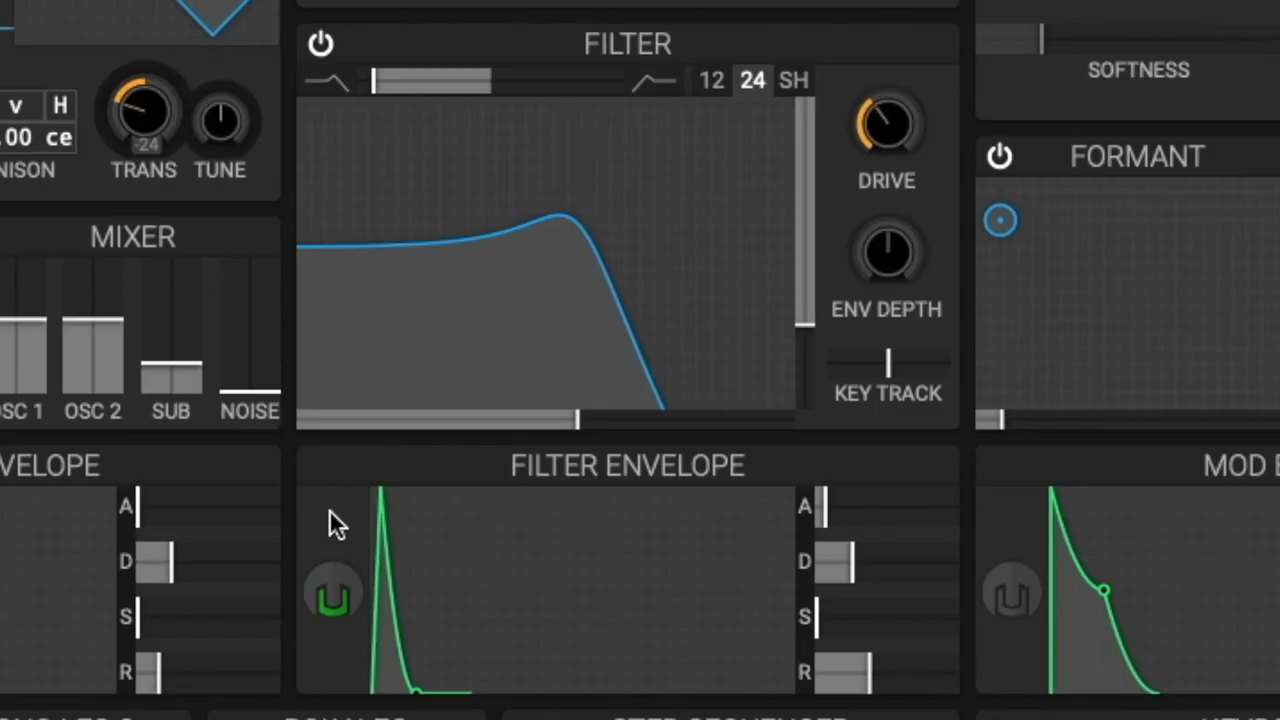 FILTER
12 24 SH
SOFTNESS
v H
.00 ce
-24
NISON
TRANS
TUNE
DRIVE
FORMANT
MIXER
ENV DEPTH
KEY TRACK
OSC 1
OSC 2
SUB
NOISE
VELOPE
FILTER ENVELOPE
MOD E
A
D
S
R
A
D
S
R